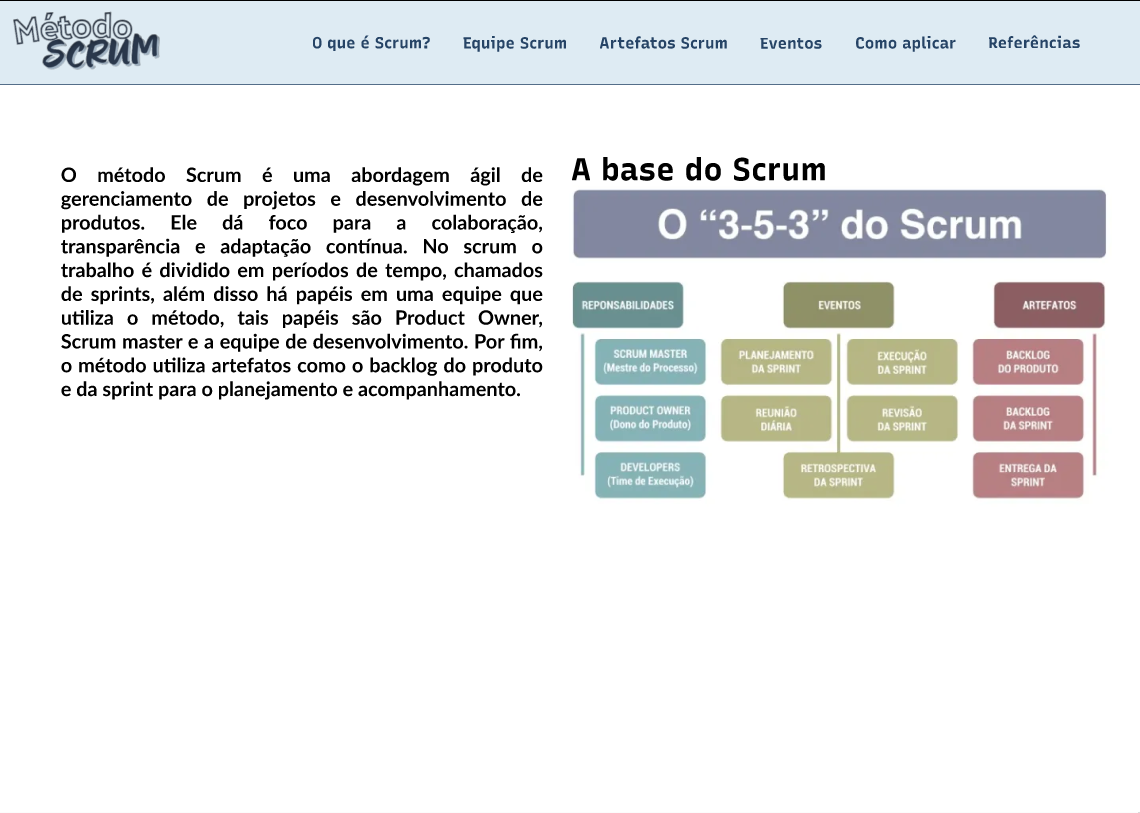 Método
SCRUM
O que é Scrum?
Equipe Scrum
Artefatos Scrum
Eventos
Como aplicar
Referências
O método Scrum é uma abordagem ágil de
gerenciamento de projetos e desenvolvimento de
produtos. Ele dá foco para a colaboração,
transparência e adaptação contínua. No scrum o
trabalho é dividido em períodos de tempo, chamados
de sprints, além disso há papéis em uma equipe que
utiliza o método, tais papéis são Product Owner,
Scrum master e a equipe de desenvolvimento. Por fim,
o método utiliza artefatos como o backlog do produto
e da sprint para o planejamento e acompanhamento.
A base do Scrum
O “3-5-3” do Scrum
REPONSABILIDADES
SCRUM MASTER
(Mestre do Processo)
PRODUCT OWNER
(Dono do Produto)
DEVELOPERS
(Time de Execução)
EVENTOS
PLANEJAMENTO
DA SPRINT
EXECUÇÃO
DA SPRINT
REUNIÃO
DIÁRIA
REVISÃO
DA SPRINT
RETROSPECTIVA
DA SPRINT
ARTEFATOS
BACKLOG
DO PRODUTO
BACKLOG
DA SPRINT
ENTREGA DA
SPRINT